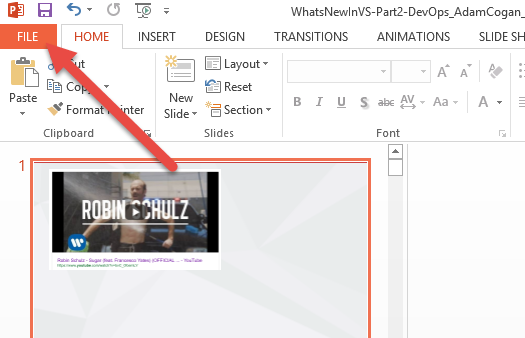 WhatsNewInVS-Part2-DevOps_AdamCogan_
FILE HOME INSERT DESIGN TRANSITIONS ANIMATIONS SLIDE SH
Paste
Cut
Copy
Format Painter
Clipboard
New Slide
Layout
Reset
Section
Slides
B I U S abc AV Aa A
Font
1
ROBIN SCHULZ
Robin Schulz - Sugar (feat. Francesco Yates) (OFFICIAL ... - YouTube